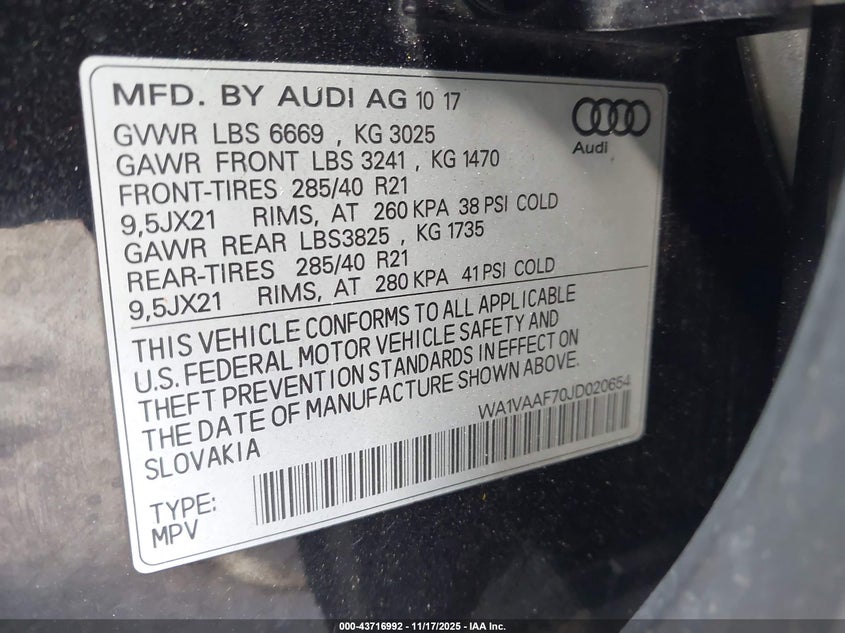 MFD. BY AUDI AG 10 17
Audi
GVWR LBS 6669 , KG 3025
GAWR FRONT LBS 3241 , KG 1470
FRONT-TIRES 285/40 R21
9,5JX21 RIMS, AT 260 KPA 38 PSI COLD
GAWR REAR LBS3825 , KG 1735
REAR-TIRES 285/40 R21
9,5JX21 RIMS, AT 280 KPA 41 PSI COLD
THIS VEHICLE CONFORMS TO ALL APPLICABLE
U.S. FEDERAL MOTOR VEHICLE SAFETY AND
THEFT PREVENTION STANDARDS IN EFFECT ON
THE DATE OF MANUFACTURE SHOWN ABOVE.
SLOVAKIA
WA1VAAF70JD020654
TYPE:
MPV
000-43716992 - 11/17/2025 - IAA Inc.